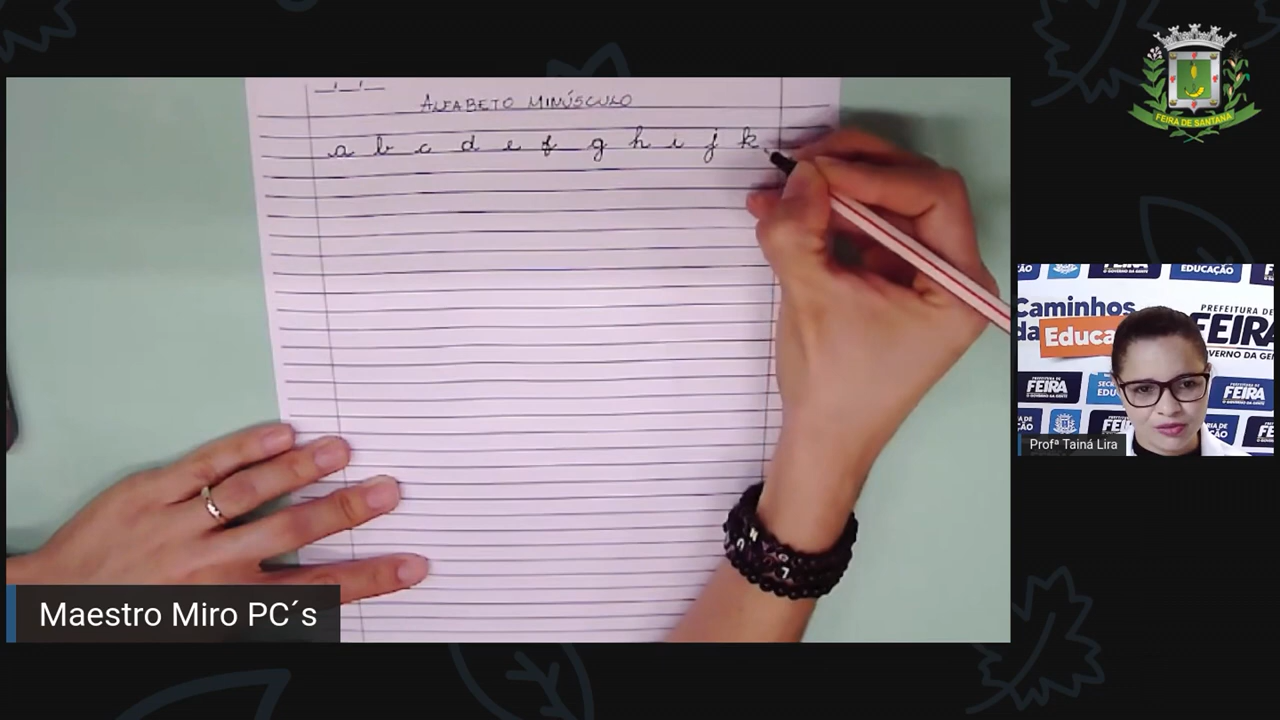 ALFABETO MINÚSCULO
a b c d e f g h i j k
FEIRA DE SANTANA
Caminhos
da Educa
PREFEITURA DE
FEIRA
EDUCAÇÃO
FEIRA
FEIRA
Profª Tainá Lira
Maestro Miro PC´s